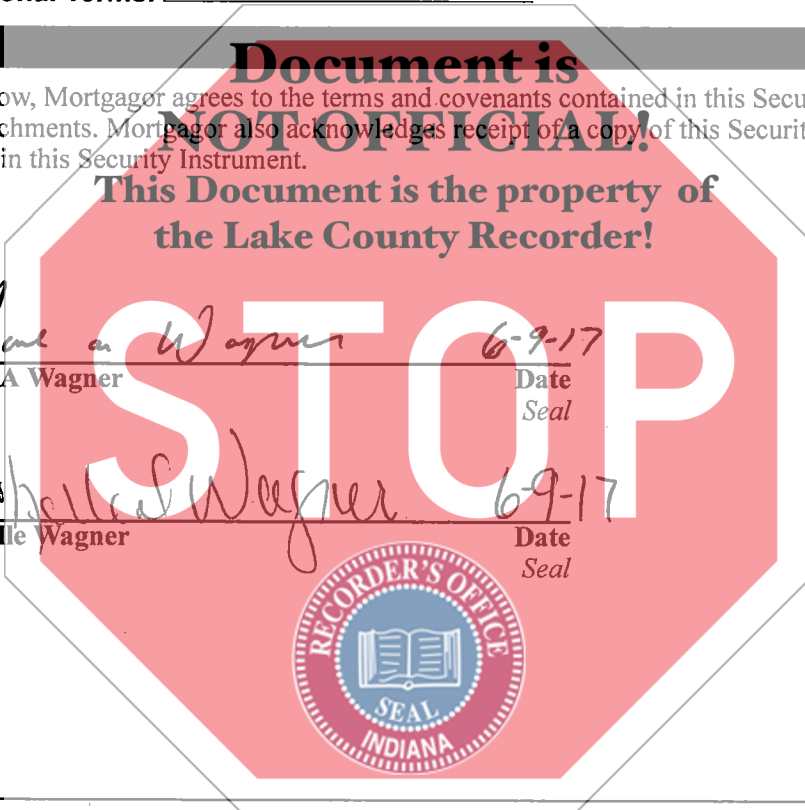 Document is
ow, Mortgagor agrees to the terms and covenants contained in this Secu
chments. Mortgagor also acknowledges receipt of a copy of this Securit
NOT OFFICIAL!
in this Security Instrument.
This Document is the property of
the Lake County Recorder!
STOP
Wagner 6-9-17
A Wagner Date
Seal
Wagner 6-9-17
lle Wagner Date
Seal
RECORDER'S OFFICE
SEAL
INDIANA